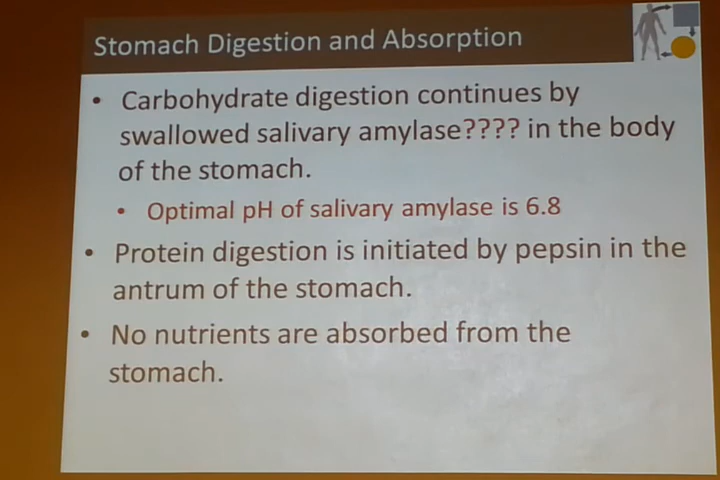 Stomach Digestion and Absorption
• Carbohydrate digestion continues by
swallowed salivary amylase???? in the body
of the stomach.
• Optimal pH of salivary amylase is 6.8
• Protein digestion is initiated by pepsin in the
antrum of the stomach.
• No nutrients are absorbed from the
stomach.